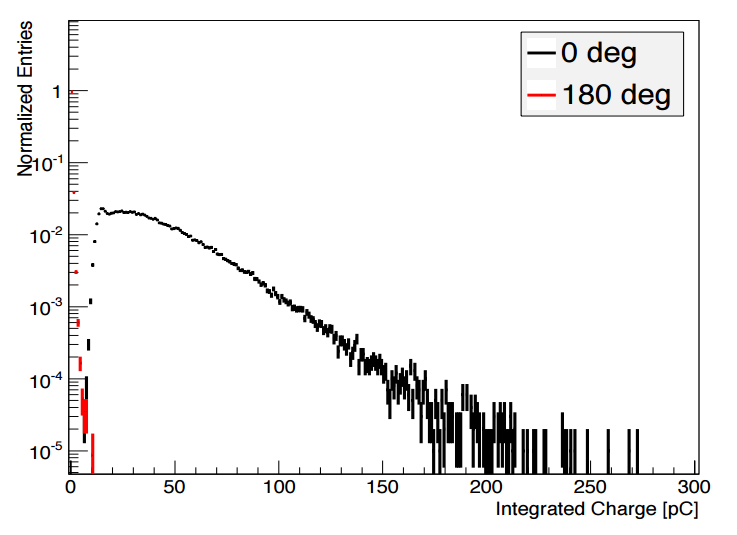 Normalized Entries
0 deg
180 deg
1
10-1
10-2
10-3
10-4
10-5
0 50 100 150 200 250 300
Integrated Charge [pC]